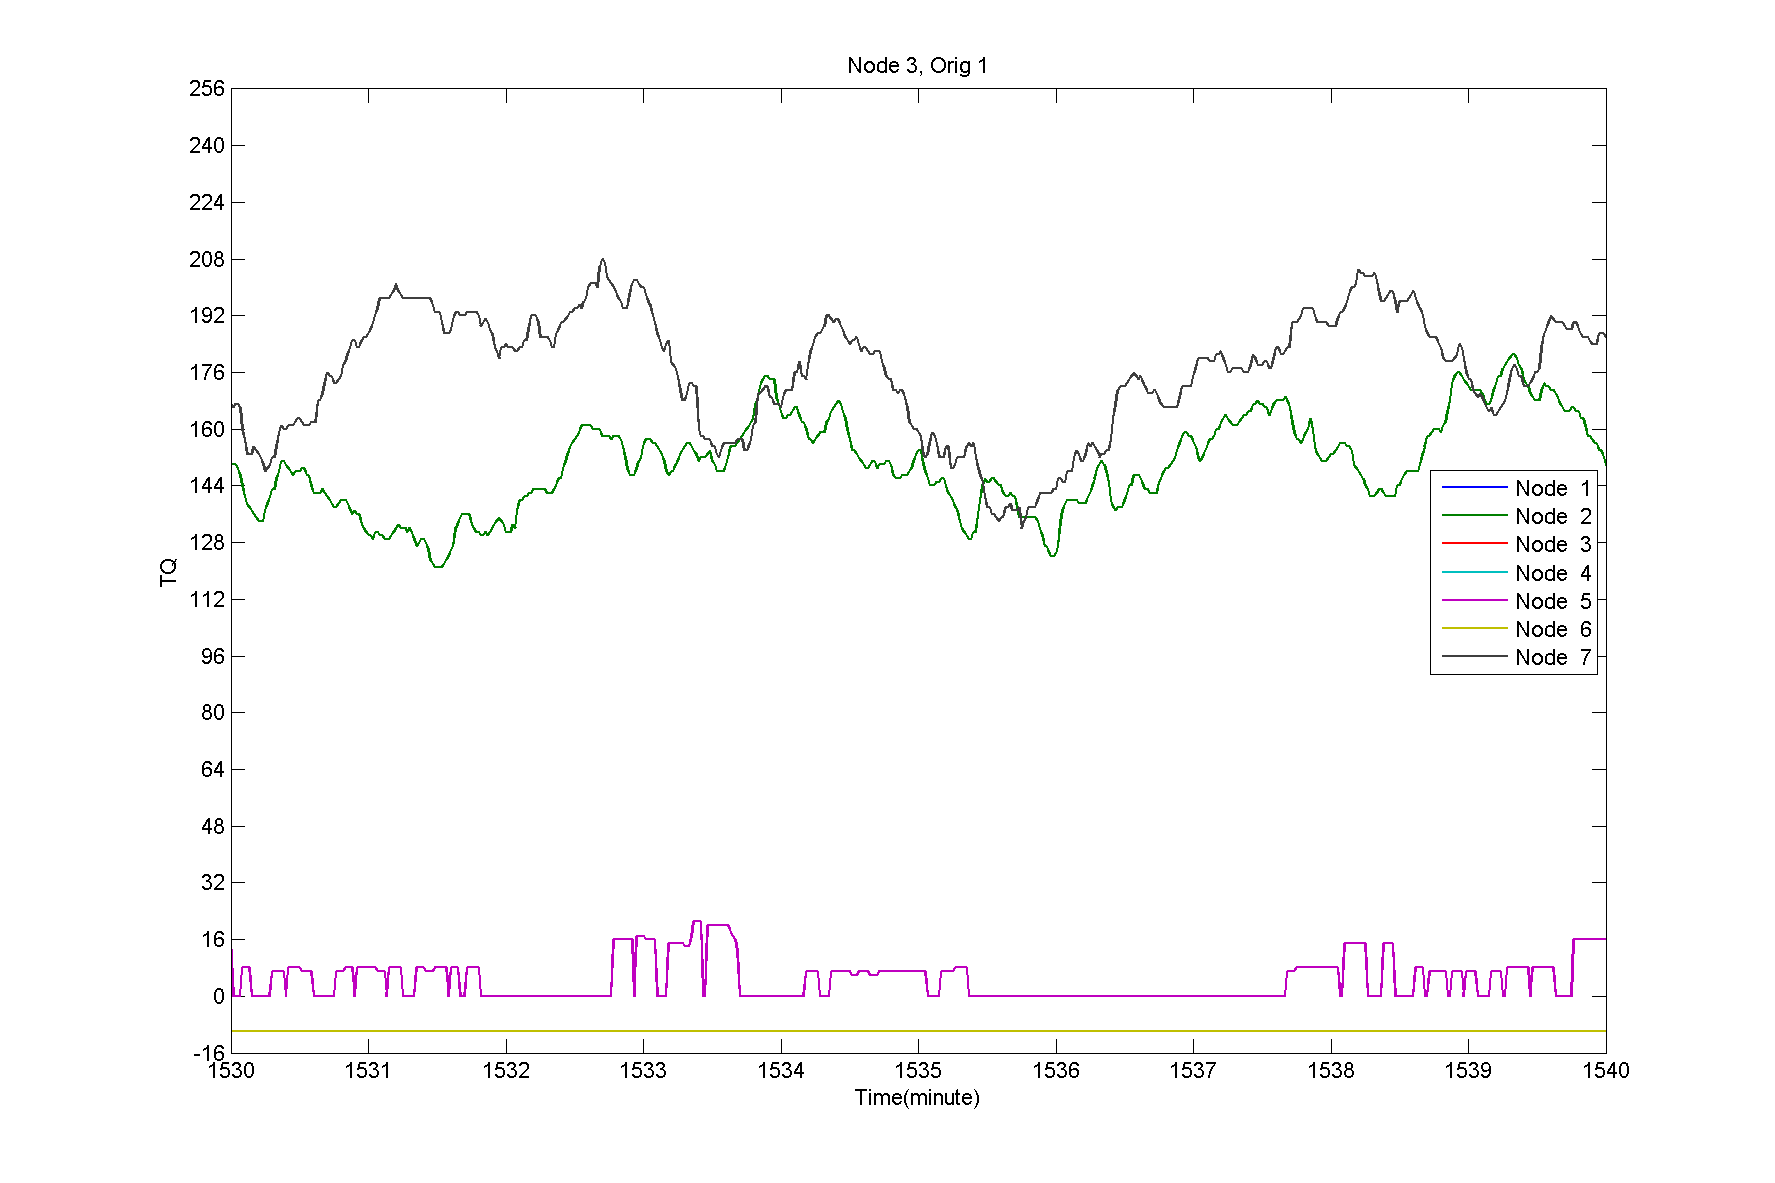 Node 3, Orig 1
256
240
224
208
192
176
160
144
128
112
96
80
64
48
32
16
0
-16
TQ
Node 1
Node 2
Node 3
Node 4
Node 5
Node 6
Node 7
1530 1531 1532 1533 1534 1535 1536 1537 1538 1539 1540
Time(minute)